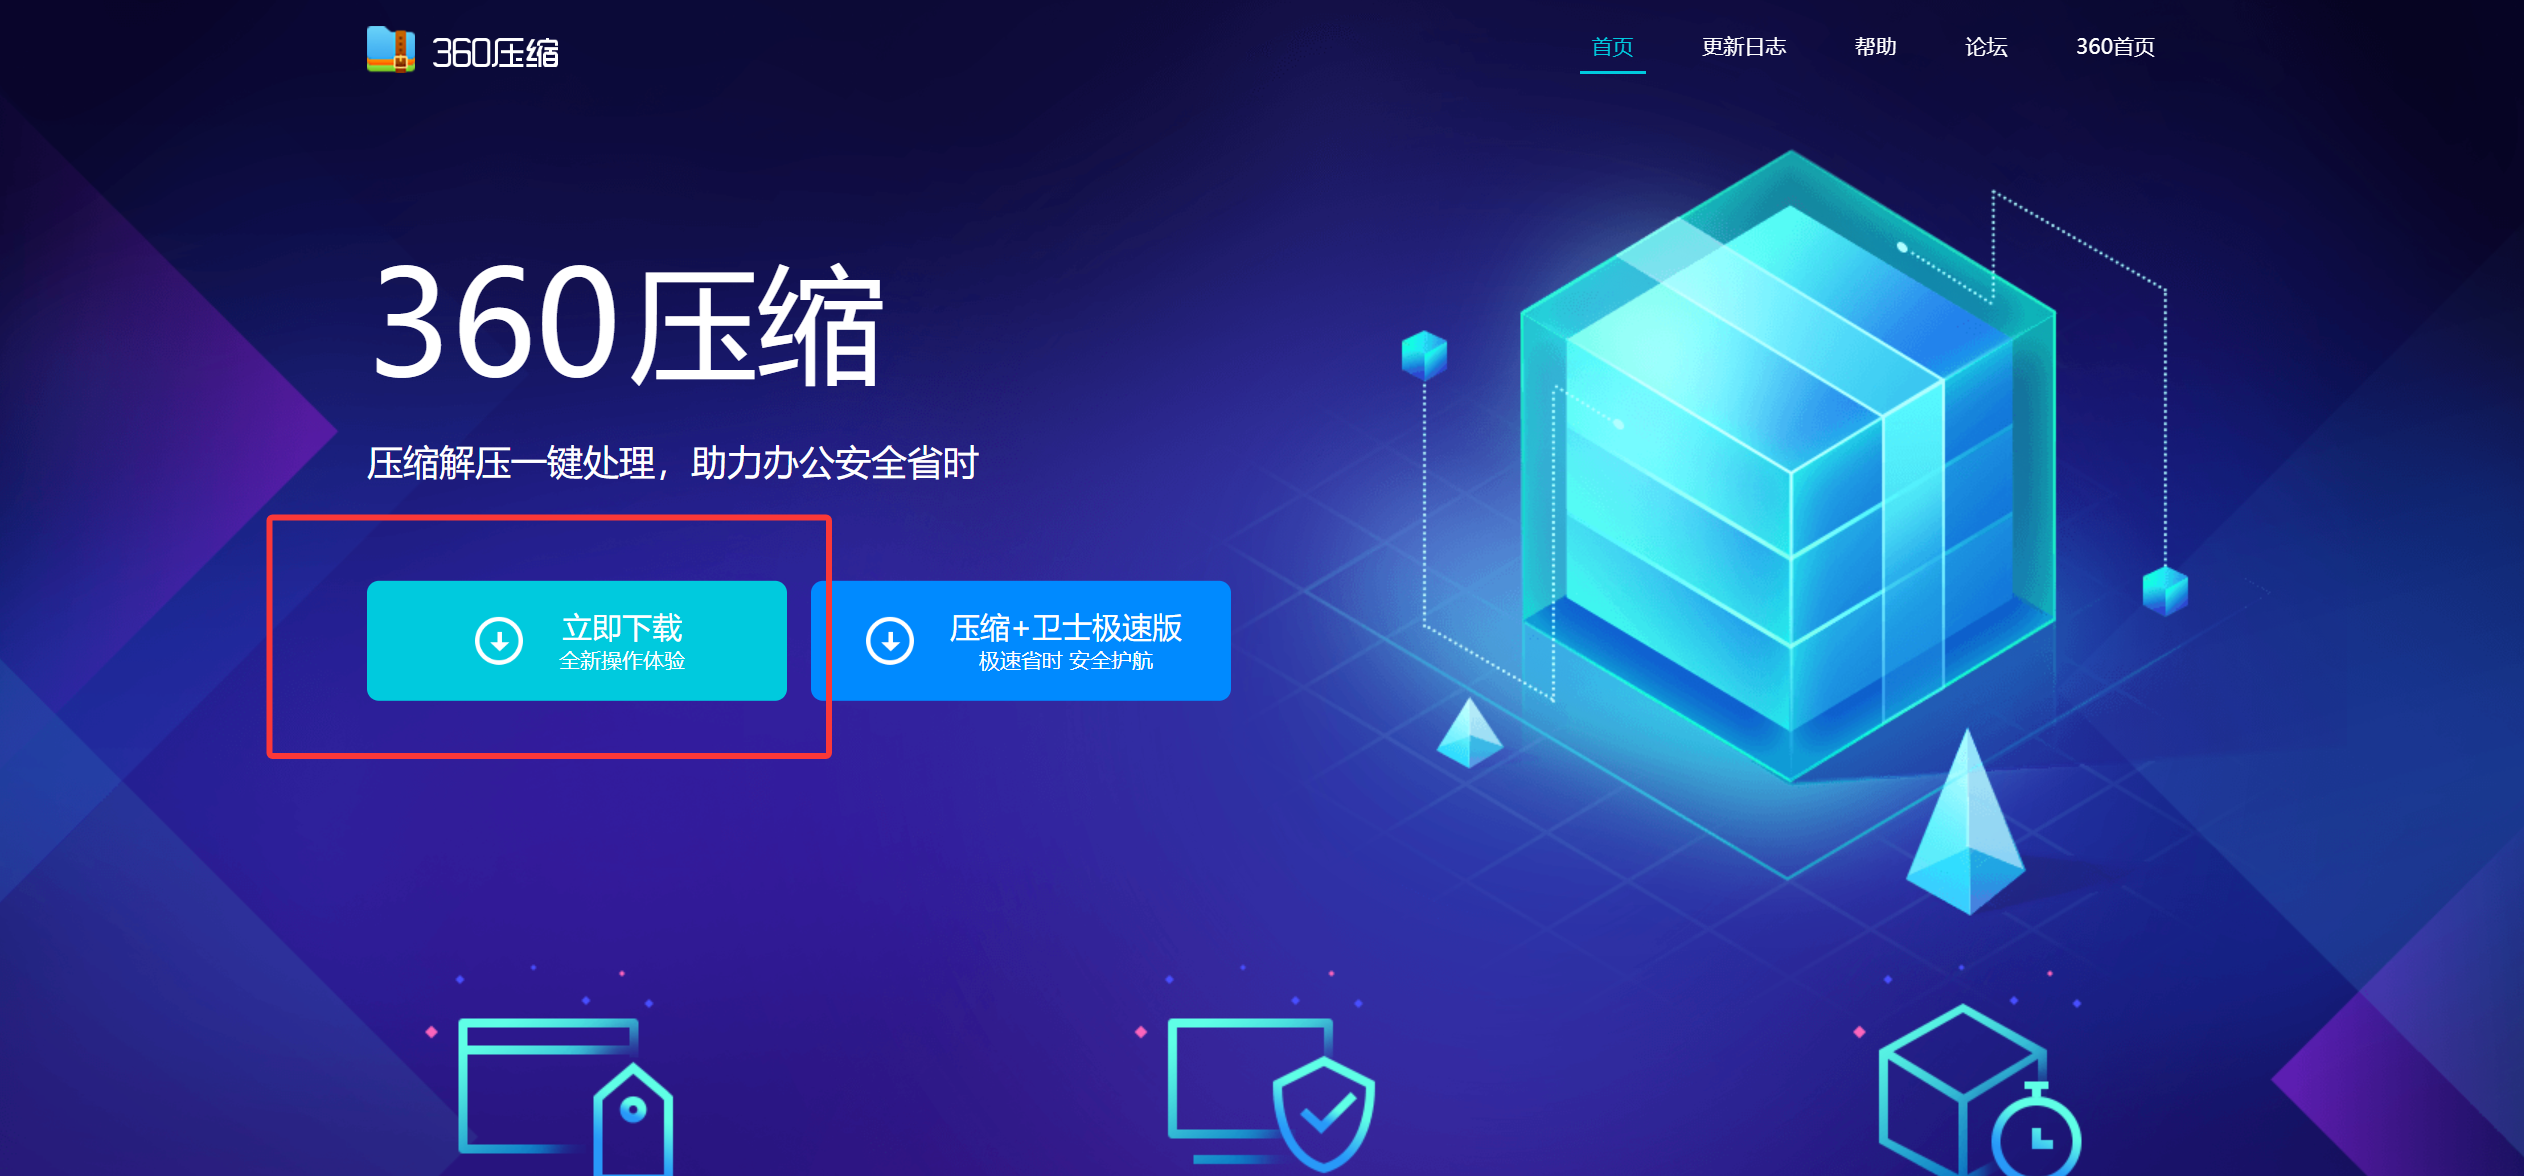 360压缩
首页 更新日志 帮助 论坛 360首页
360压缩
压缩解压一键处理，助力办公安全省时
立即下载
全新操作体验
压缩+卫士极速版
极速省时 安全护航